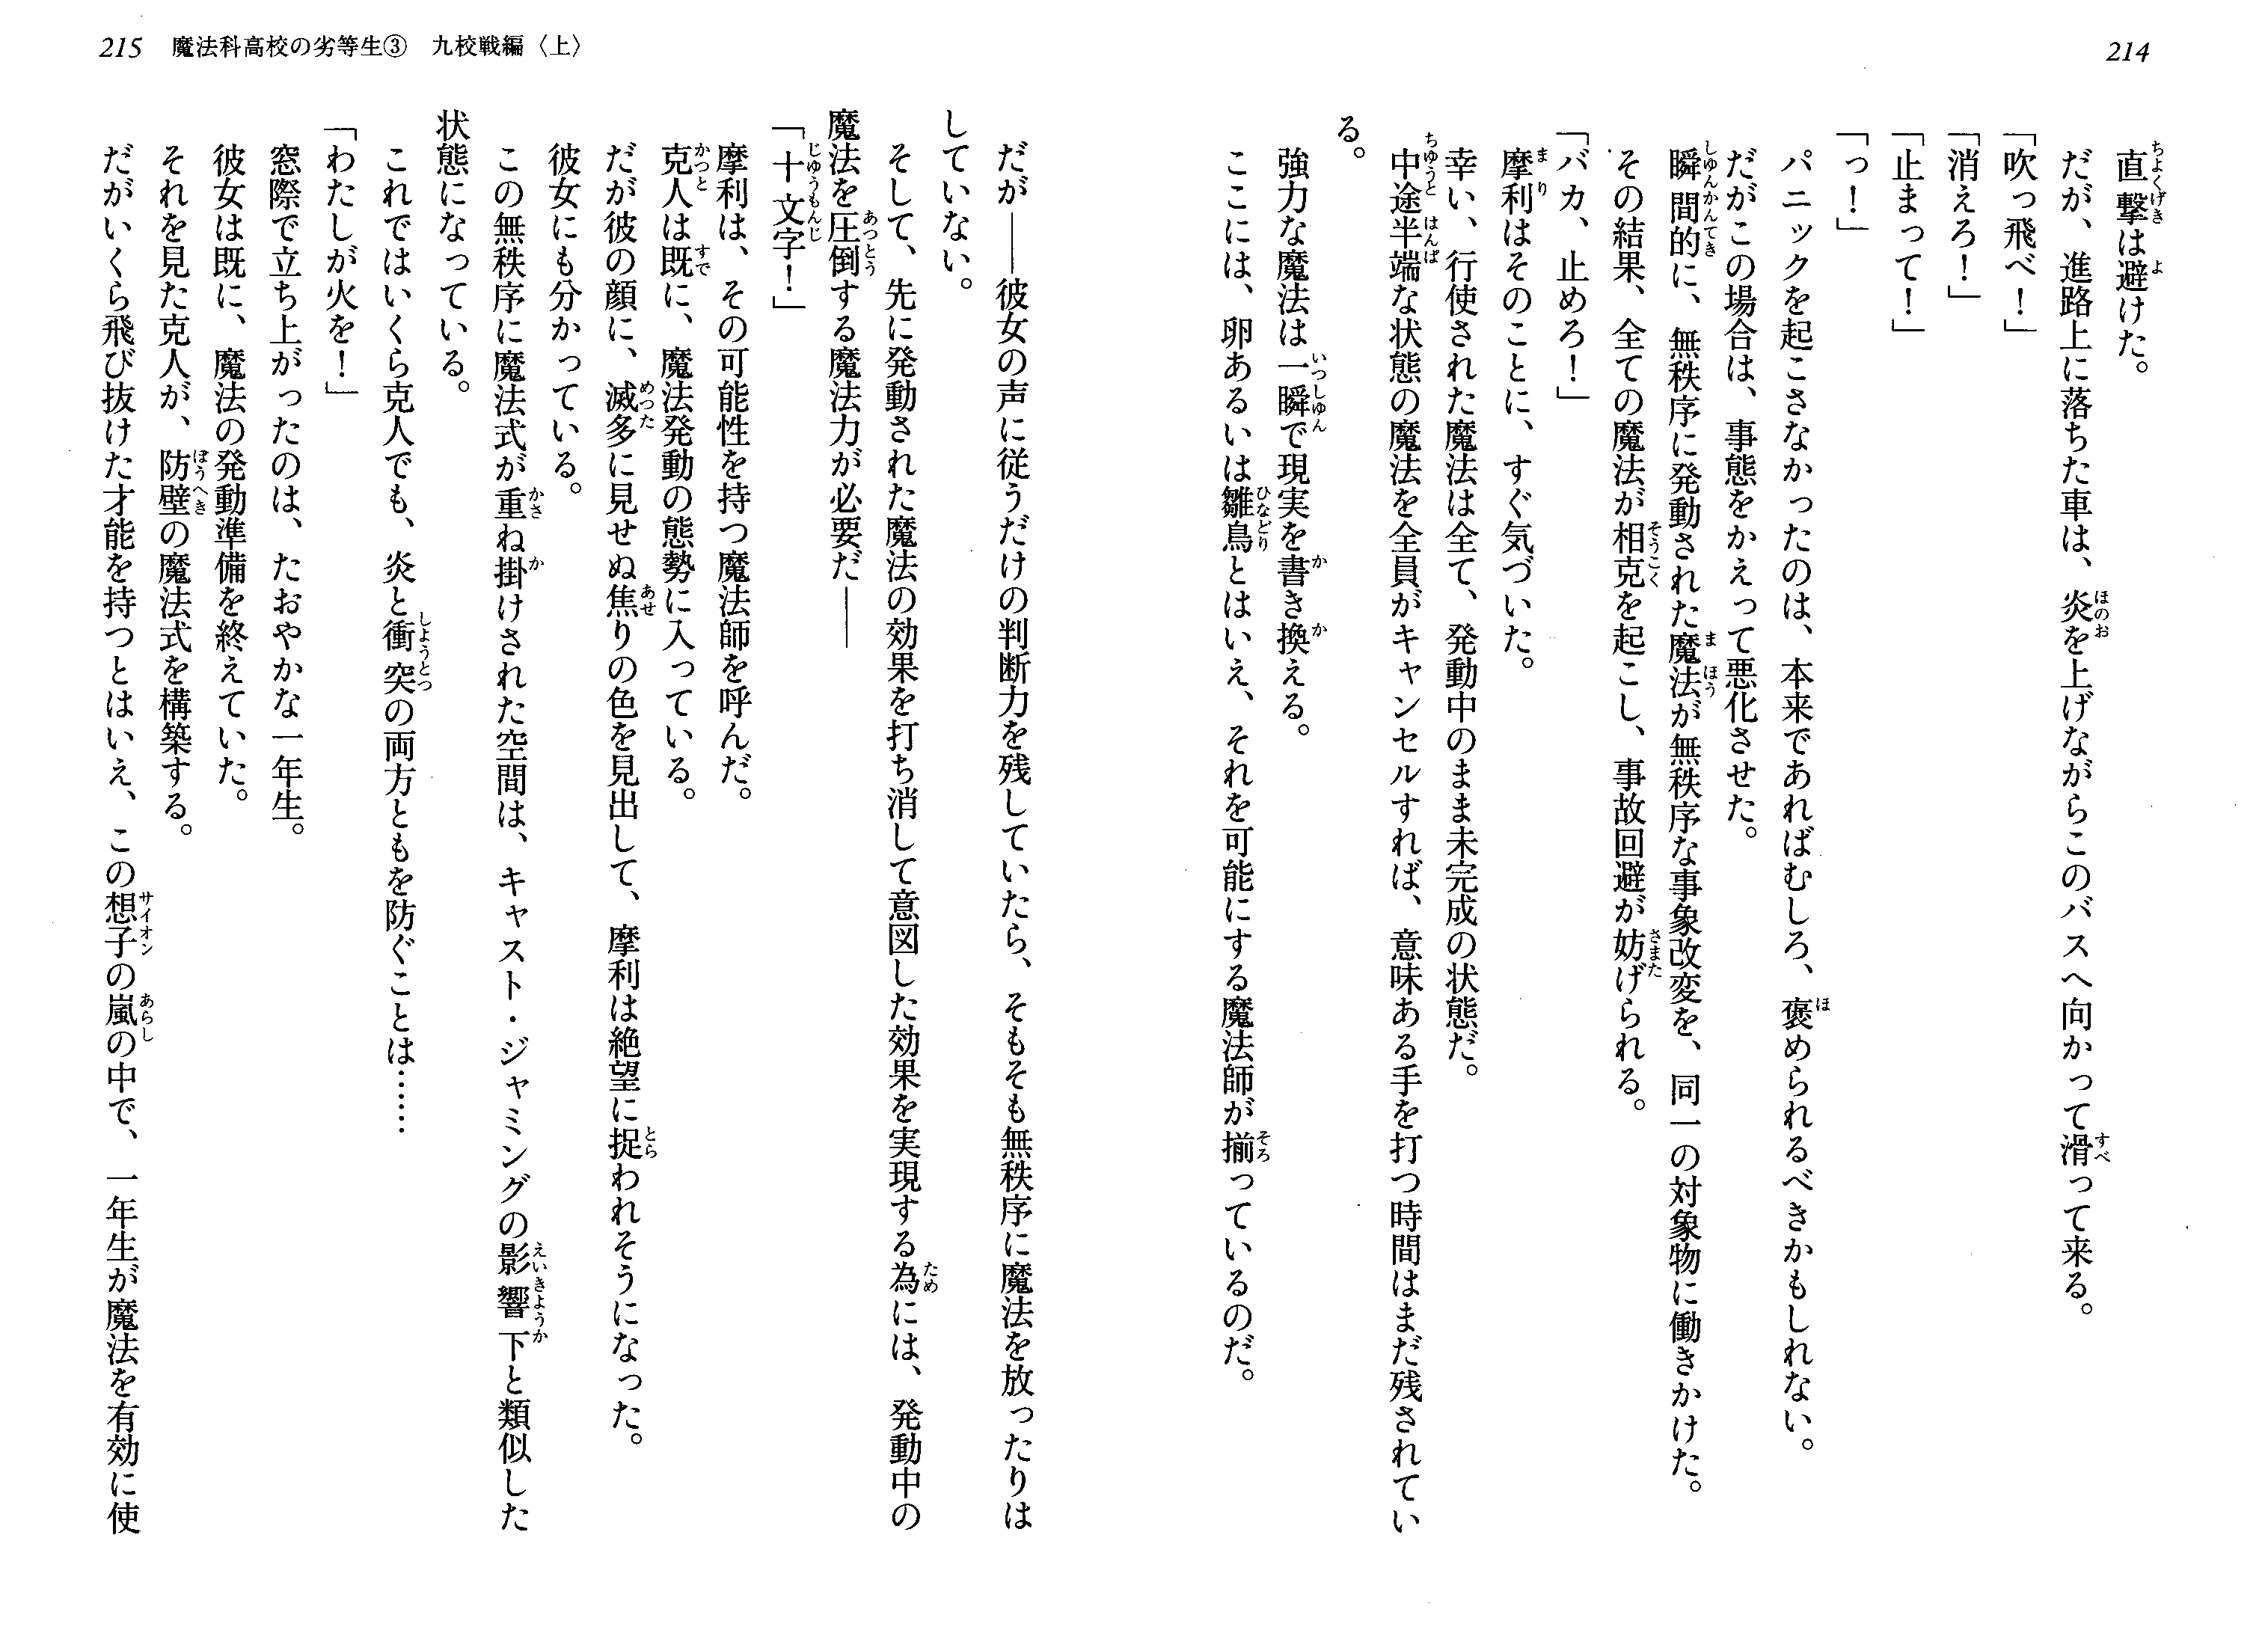 214
直撃は避けた。
だが、進路上に落ちた車は、炎を上げながらこのバスへ向かって滑って来る。
「吹っ飛べ！」
「消えろ！」
「止まって！」
「っ！」
パニックを起こさなかったのは、本来であればむしろ、褒められるべきかもしれない。
だがこの場合は、事態をかえって悪化させた。
瞬間的に、無秩序に発動された魔法が無秩序な事象改変を、同一の対象物に働きかけた。
その結果、全ての魔法が相克を起こし、事故回避が妨げられる。
「バカ、止めろ！」
摩利はそのことに、すぐ気づいた。
幸い、行使された魔法は全て、発動中のまま未完成の状態だ。
中途半端な状態の魔法を全員がキャンセルすれば、意味ある手を打つ時間はまだ残されてい
る。
強力な魔法は一瞬で現実を書き換える。
ここには、卵あるいは雛鳥とはいえ、それを可能にする魔法師が揃っているのだ。
215 魔法科高校の劣等生③ 九校戦編〈上〉
だが――彼女の声に従うだけの判断力を残していたら、そもそも無秩序に魔法を放ったりは
していない。
そして、先に発動された魔法の効果を打ち消して意図した効果を実現する為には、発動中の
魔法を圧倒する魔法力が必要だ――
「十文字！」
摩利は、その可能性を持つ魔法師を呼んだ。
克人は既に、魔法発動の態勢に入っている。
だが彼の顔に、滅多に見せぬ焦りの色を見出して、摩利は絶望に捉われそうになった。
彼女にも分かっている。
この無秩序に魔法式が重ね掛けされた空間は、キャスト・ジャミングの影響下と類似した
状態になっている。
これではいくら克人でも、炎と衝突の両方ともを防ぐことは……
「わたしが火を！」
窓際で立ち上がったのは、たおやかな一年生。
彼女は既に、魔法の発動準備を終えていた。
それを見た克人が、防壁の魔法式を構築する。
だがいくら飛び抜けた才能を持つとはいえ、この想子の嵐の中で、一年生が魔法を有効に使